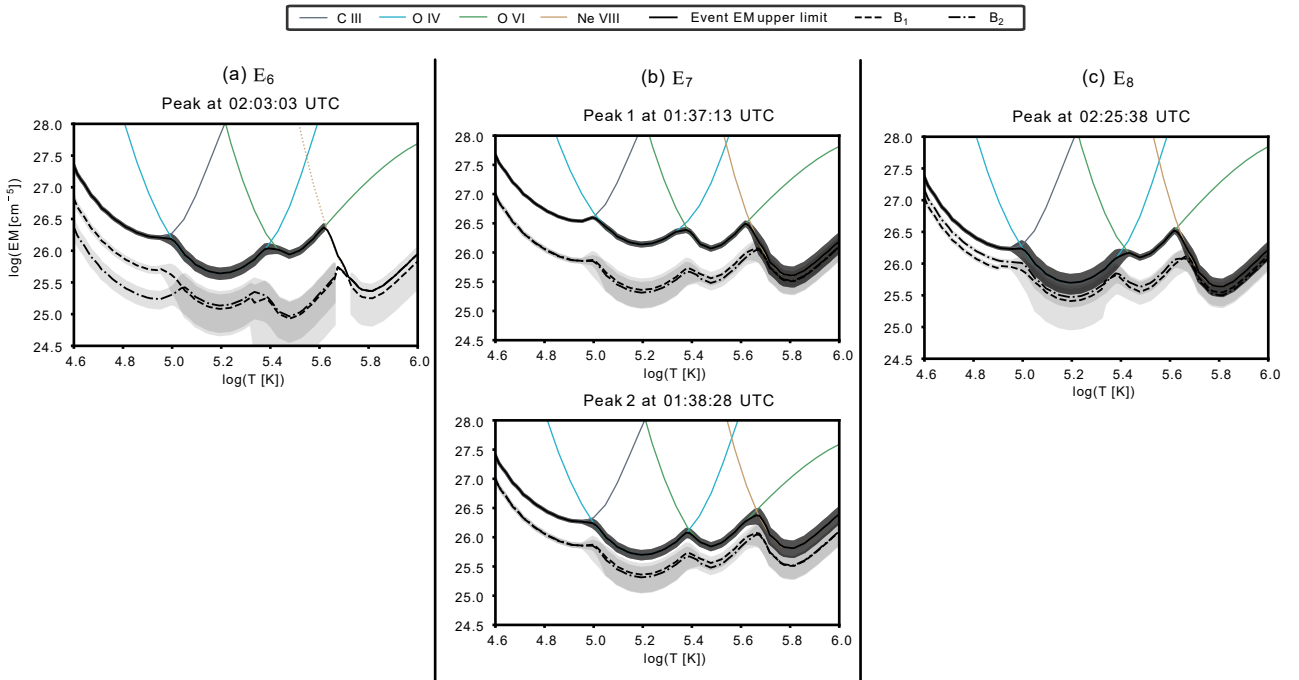 C III O IV O VI Ne VIII Event EM upper limit B₁ B₂
(a) E₆
Peak at 02:03:03 UTC
28.0
27.5
27.0
26.5
26.0
25.5
25.0
24.5
log(EM [cm⁻⁵])
4.6 4.8 5.0 5.2 5.4 5.6 5.8 6.0
log(T [K])
(b) E₇
Peak 1 at 01:37:13 UTC
28.0
27.5
27.0
26.5
26.0
25.5
25.0
24.5
4.6 4.8 5.0 5.2 5.4 5.6 5.8 6.0
log(T [K])
Peak 2 at 01:38:28 UTC
28.0
27.5
27.0
26.5
26.0
25.5
25.0
24.5
4.6 4.8 5.0 5.2 5.4 5.6 5.8 6.0
log(T [K])
(c) E₈
Peak at 02:25:38 UTC
28.0
27.5
27.0
26.5
26.0
25.5
25.0
24.5
4.6 4.8 5.0 5.2 5.4 5.6 5.8 6.0
log(T [K])